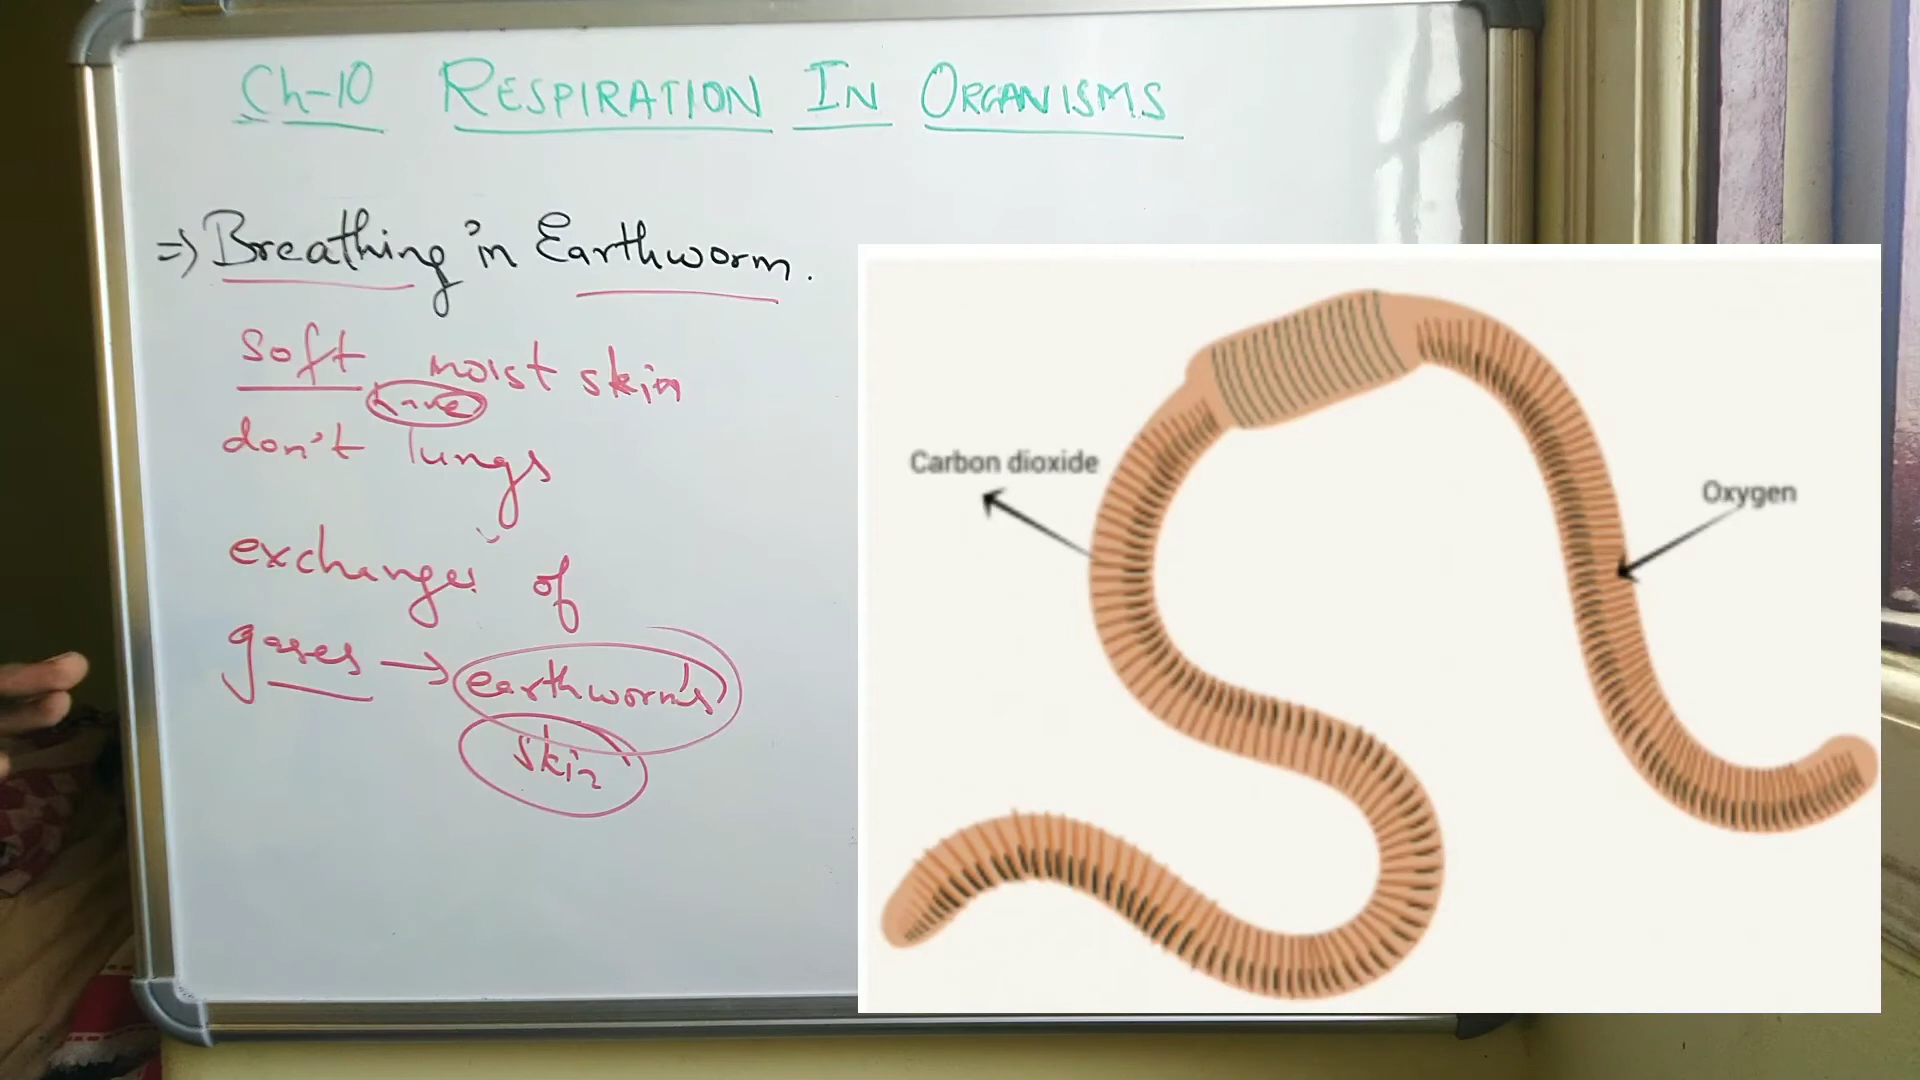 Ch-10 RESPIRATION IN ORGANISMS
=> Breathing in Earthworm.
soft moist skin
have
don't lungs
exchanges of
gases → earthworm's
skin
Carbon dioxide
Oxygen